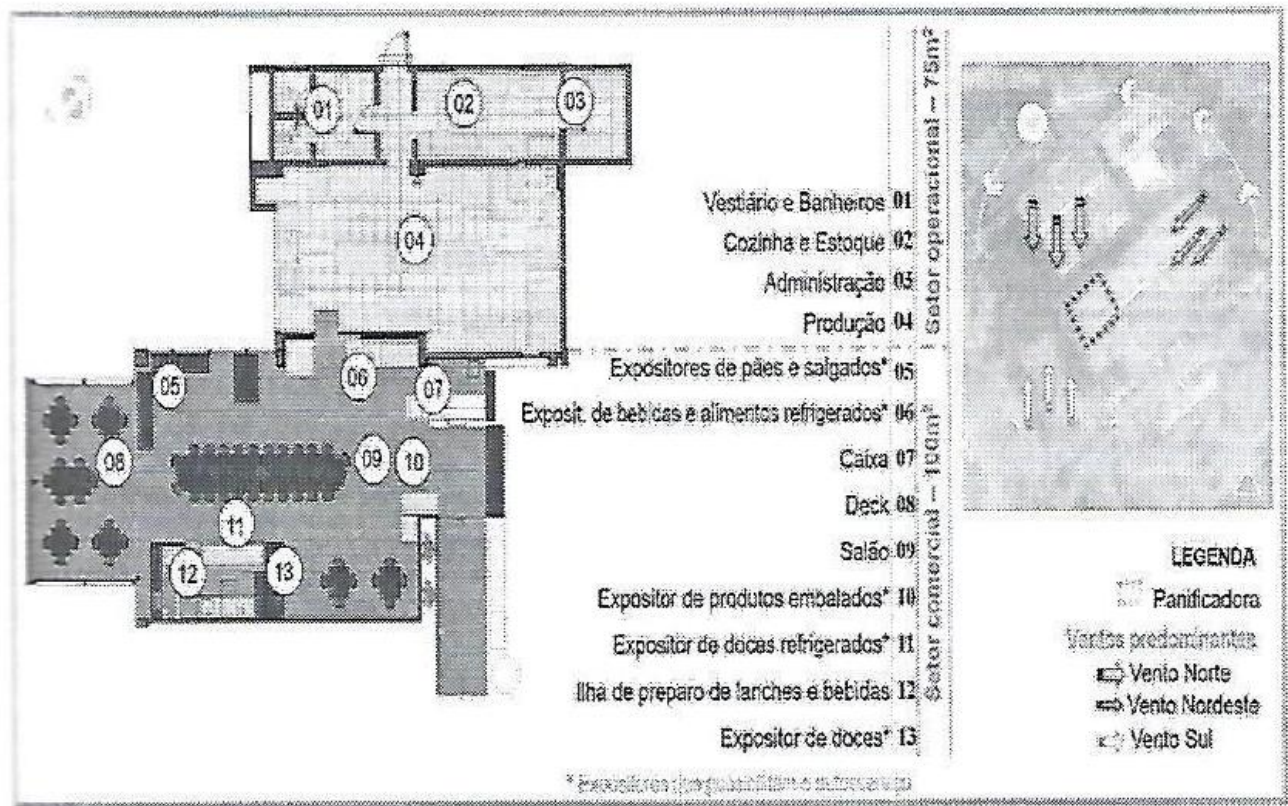 01
02
03
04
05
06
07
08
09
10
11
12
13
Vestiário e Banheiros 01
Cozinha e Estoque 02
Administração 03
Produção 04
Setor operacional – 75m²
Expositores de pães e salgados* 05
Exposit. de bebidas e alimentos refrigerados* 06
Caixa 07
Deck 08
Salão 09
Expositor de produtos embalados* 10
Expositor de doces refrigerados* 11
Ilha de preparo de lanches e bebidas 12
Expositor de doces* 13
Setor comercial – 100m²
* Expositores que possibilitam o autosserviço
LEGENDA
Panificadora
Ventos predominantes
Vento Norte
Vento Nordeste
Vento Sul